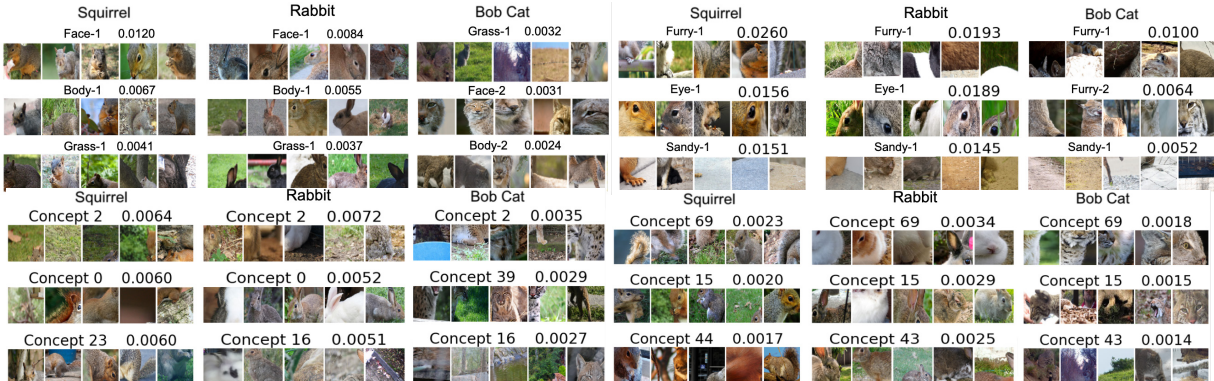 Squirrel Rabbit Bob Cat
Face-1 0.0120 Face-1 0.0084 Grass-1 0.0032
Body-1 0.0067 Body-1 0.0055 Face-2 0.0031
Grass-1 0.0041 Grass-1 0.0037 Body-2 0.0024
Squirrel Rabbit Bob Cat
Furry-1 0.0260 Furry-1 0.0193 Furry-1 0.0100
Eye-1 0.0156 Eye-1 0.0189 Furry-2 0.0064
Sandy-1 0.0151 Sandy-1 0.0145 Sandy-1 0.0052
Squirrel Rabbit Bob Cat
Concept 2 0.0064 Concept 2 0.0072 Concept 2 0.0035
Concept 0 0.0060 Concept 0 0.0052 Concept 39 0.0029
Concept 23 0.0060 Concept 16 0.0051 Concept 16 0.0027
Squirrel Rabbit Bob Cat
Concept 69 0.0023 Concept 69 0.0034 Concept 69 0.0018
Concept 15 0.0020 Concept 15 0.0029 Concept 15 0.0015
Concept 44 0.0017 Concept 43 0.0025 Concept 43 0.0014